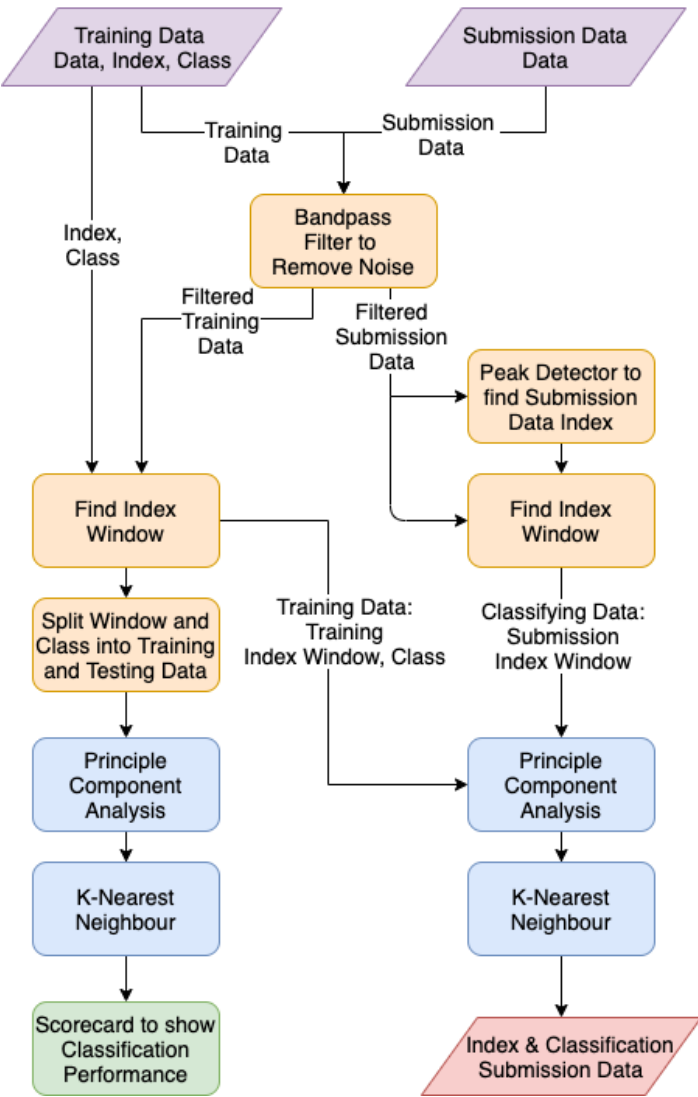 Training Data
Data, Index, Class
Submission Data
Data
Training
Data
Submission
Data
Index,
Class
Bandpass
Filter to
Remove Noise
Filtered
Training
Data
Filtered
Submission
Data
Peak Detector to
find Submission
Data Index
Find Index
Window
Find Index
Window
Split Window and
Class into Training
and Testing Data
Training Data:
Training
Index Window, Class
Classifying Data:
Submission
Index Window
Principle
Component
Analysis
Principle
Component
Analysis
K-Nearest
Neighbour
K-Nearest
Neighbour
Scorecard to show
Classification
Performance
Index & Classification
Submission Data